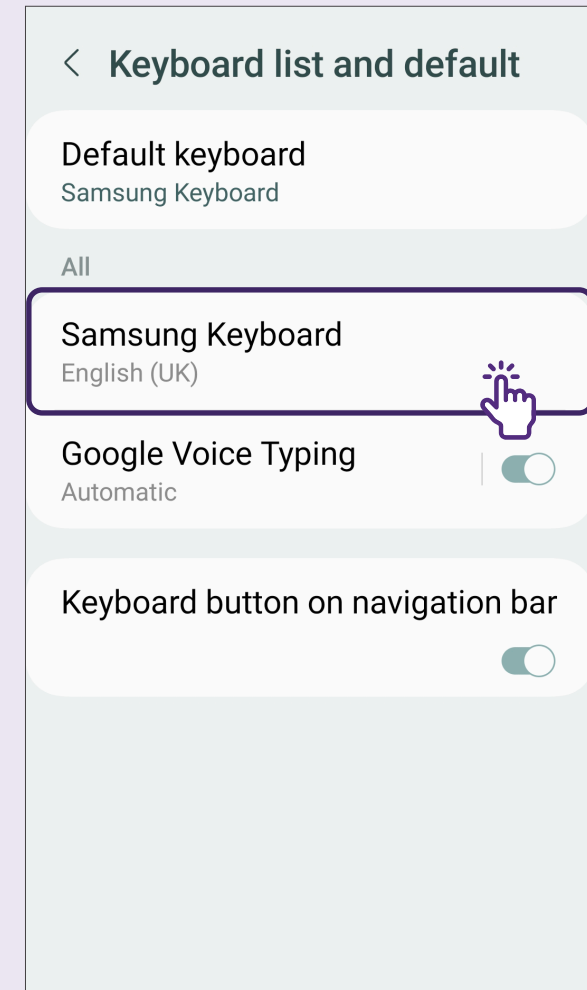 Keyboard list and default
Default keyboard
Samsung Keyboard
All
Samsung Keyboard
English (UK)
Google Voice Typing
Automatic
Keyboard button on navigation bar